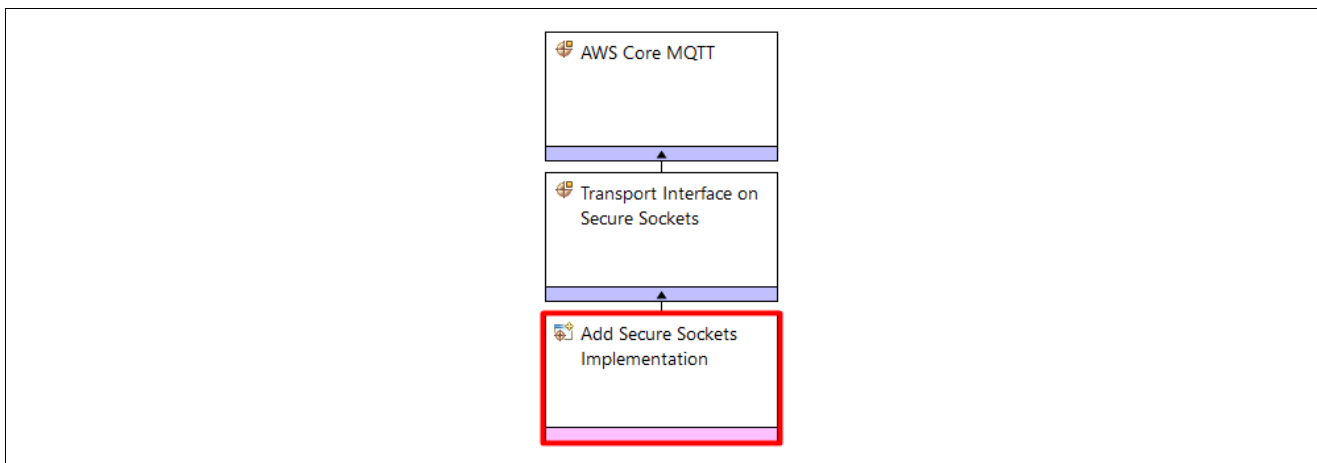 AWS Core MQTT
Transport Interface on
Secure Sockets
Add Secure Sockets
Implementation